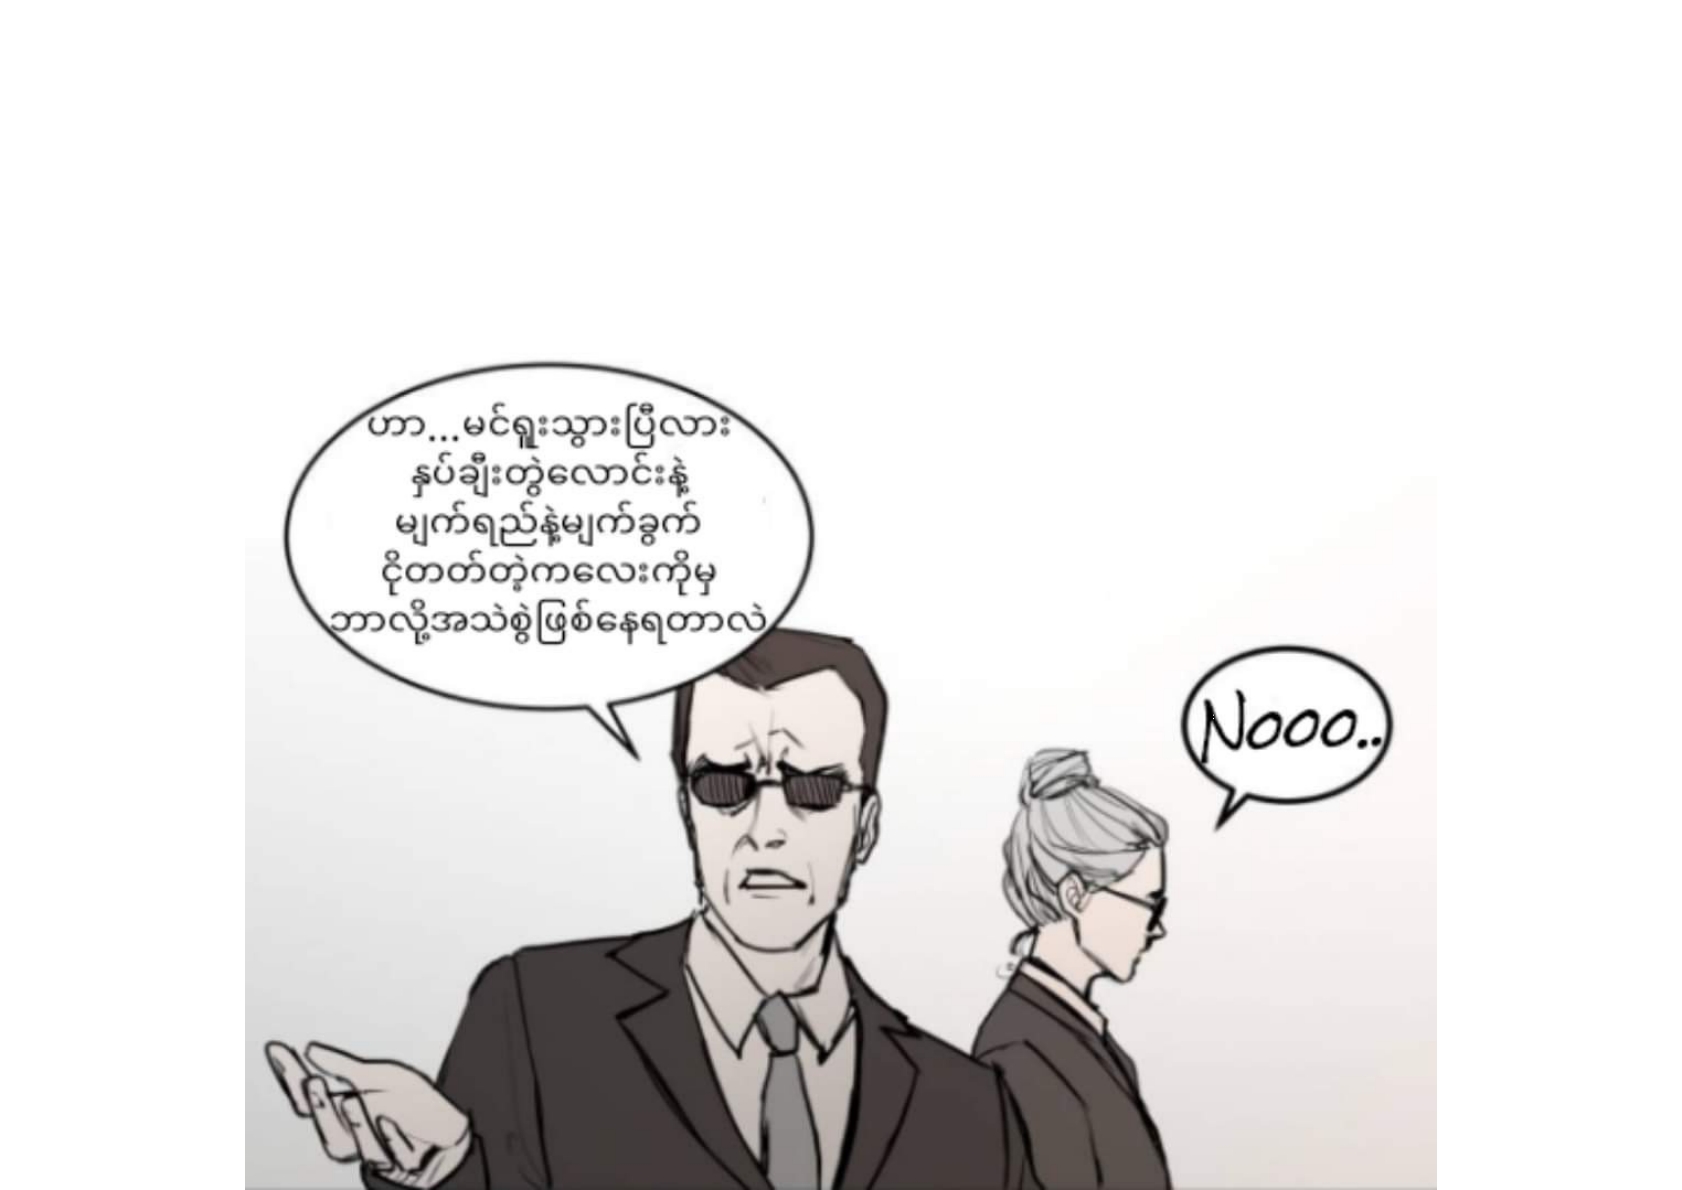 ဟာ...မင်ရူးသွားပြီလား
နှပ်ချီးတွဲလောင်းနဲ့
မျက်ရည်နဲ့မျက်ခွက်
ငိုတတ်တဲ့ကလေးကိုမှ
ဘာလို့အသဲစွဲဖြစ်နေရတာလဲ
Nooo..